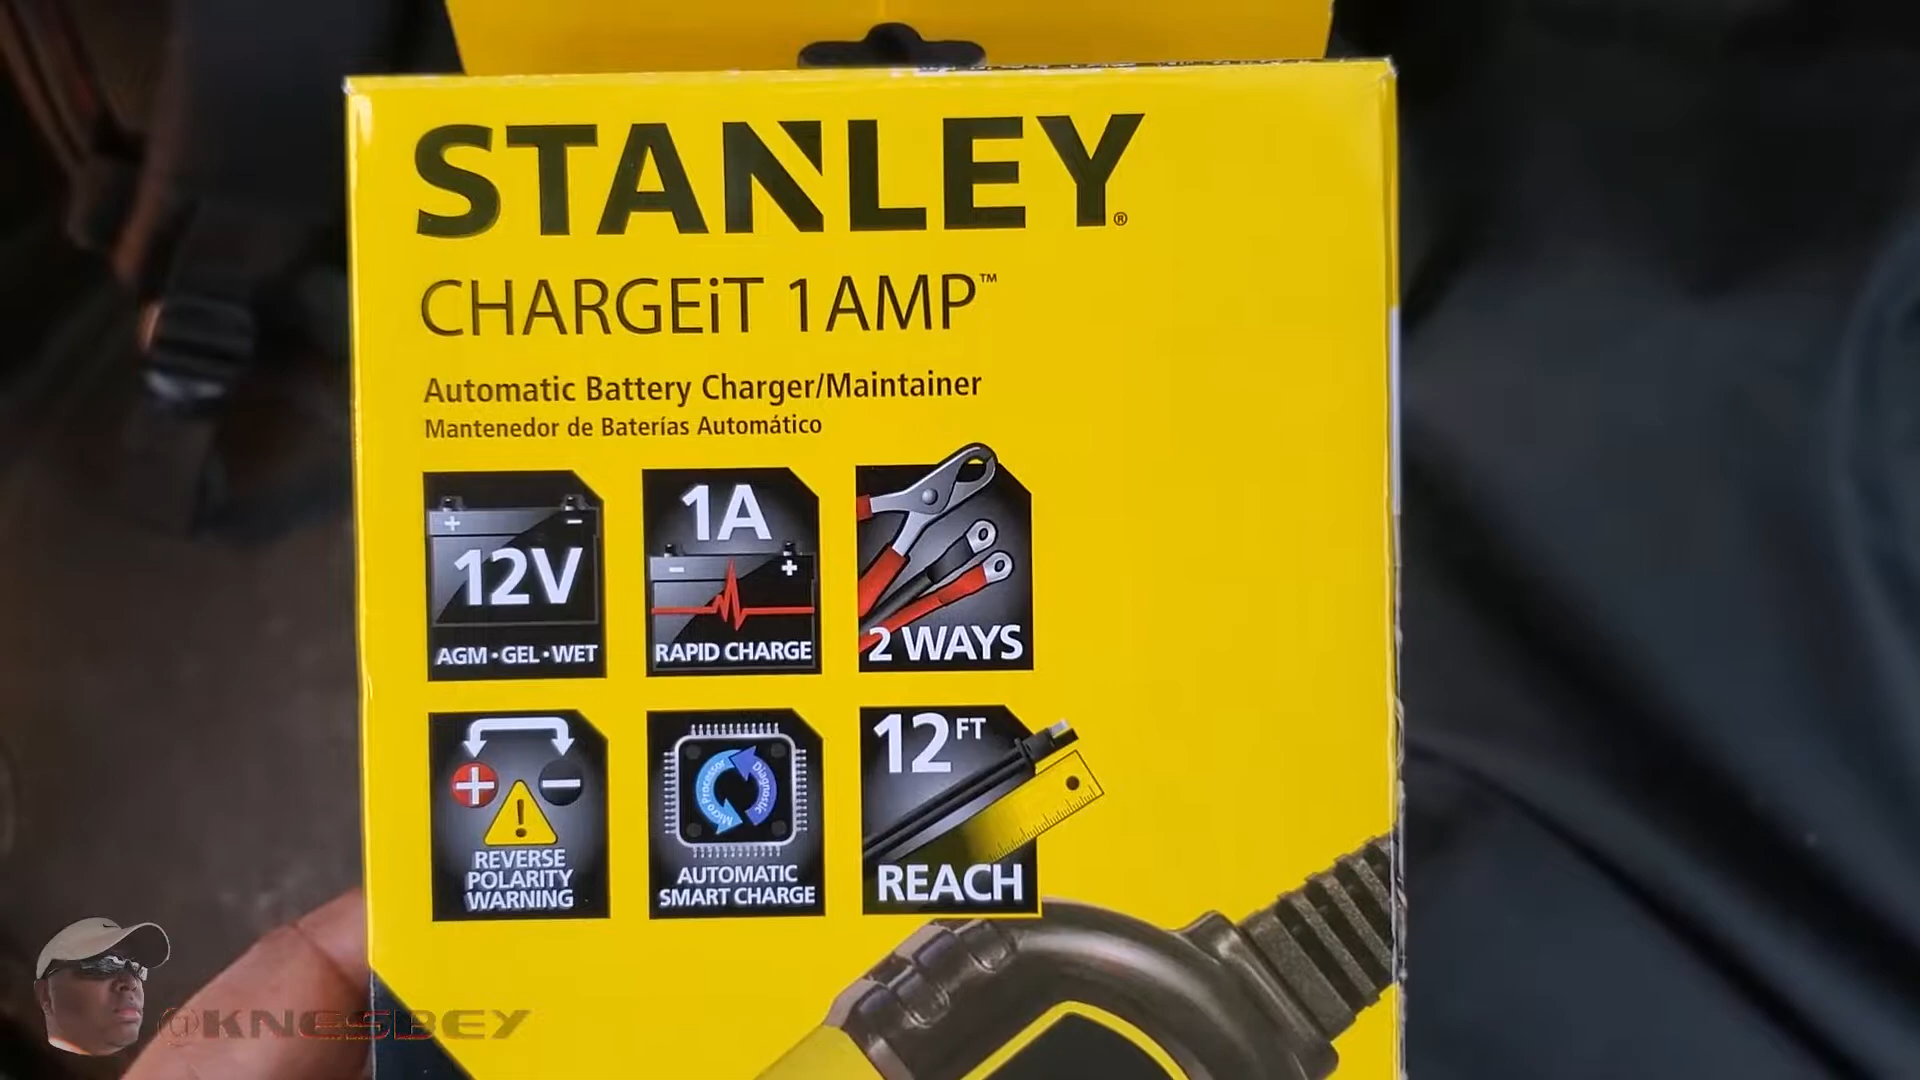 STANLEY®
CHARGEiT 1AMP™
Automatic Battery Charger/Maintainer
Mantenedor de Baterías Automático
+ -
12V
AGM•GEL•WET
1A
- +
RAPID CHARGE
2 WAYS
+ -
!
REVERSE
POLARITY
WARNING
Micro Processor
Diagnostic
AUTOMATIC
SMART CHARGE
12 FT
REACH
@KNESBEY